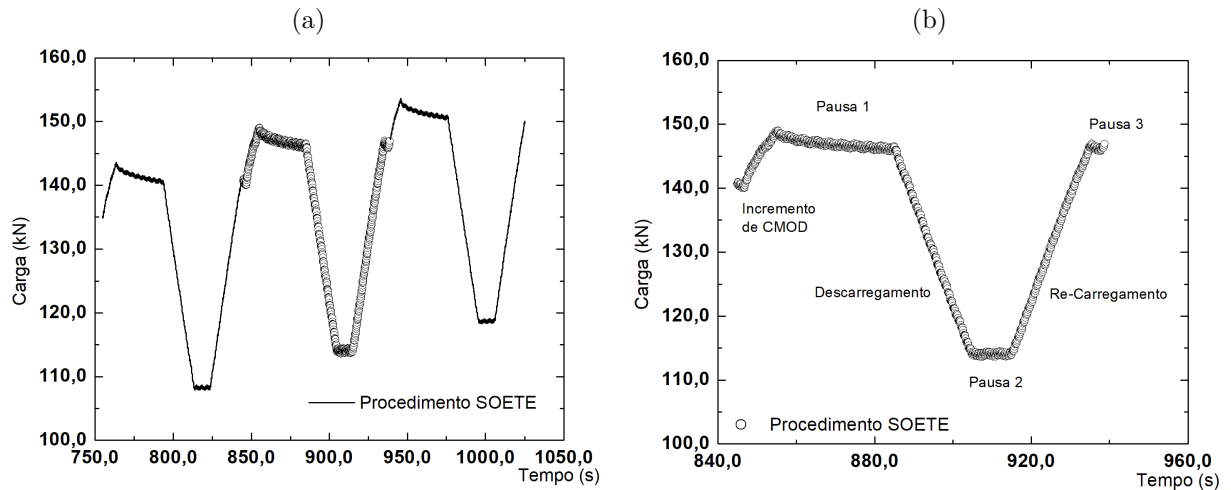 (a)
160,0
150,0
140,0
130,0
120,0
110,0
100,0
Carga (kN)
Procedimento SOETE
750,0
800,0
850,0
900,0
950,0
1000,0
1050,0
Tempo (s)
(b)
160,0
150,0
140,0
130,0
120,0
110,0
100,0
Carga (kN)
Pausa 1
Pausa 3
Incremento
de CMOD
Descarregamento
Re-Carregamento
Pausa 2
Procedimento SOETE
840,0
880,0
920,0
960,0
Tempo (s)